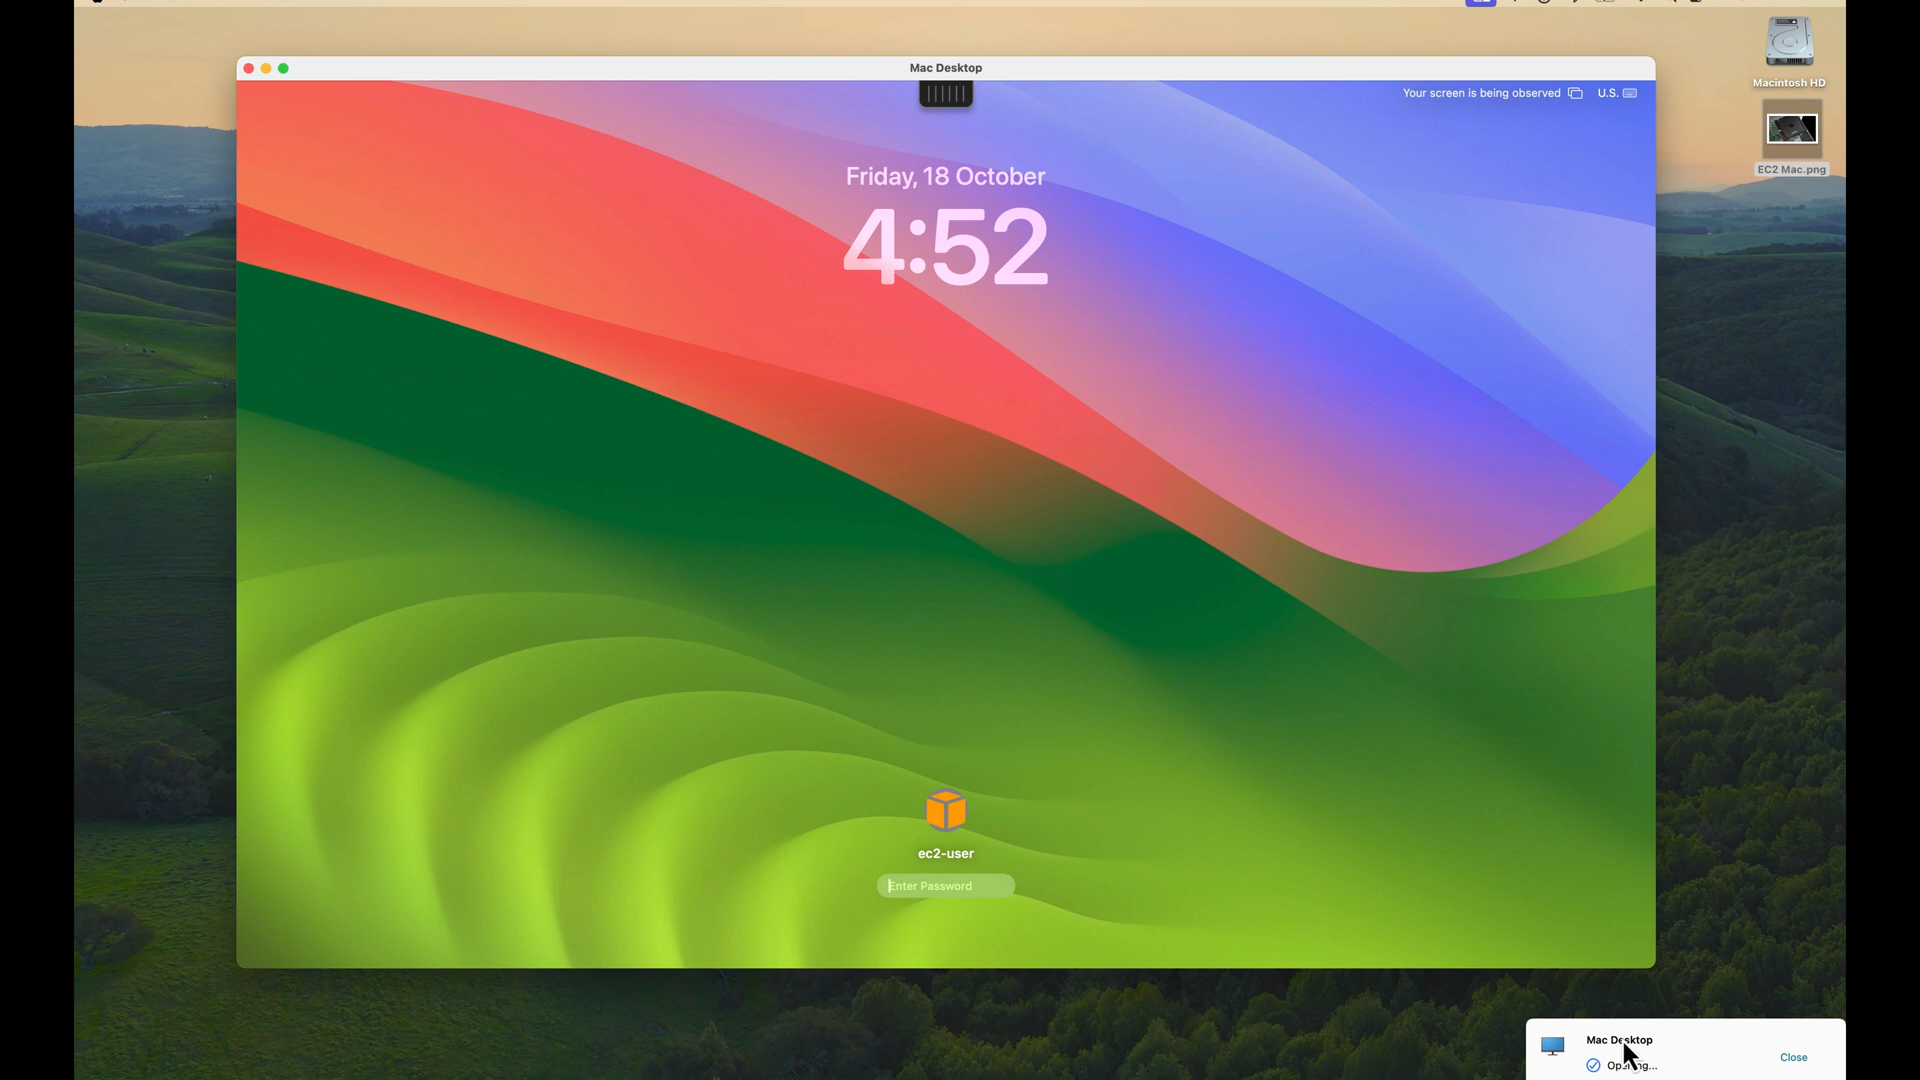 Mac Desktop
Your screen is being observed U.S.
Macintosh HD
EC2 Mac.png
Friday, 18 October
4:52
ec2-user
Enter Password
Mac Desktop
Close